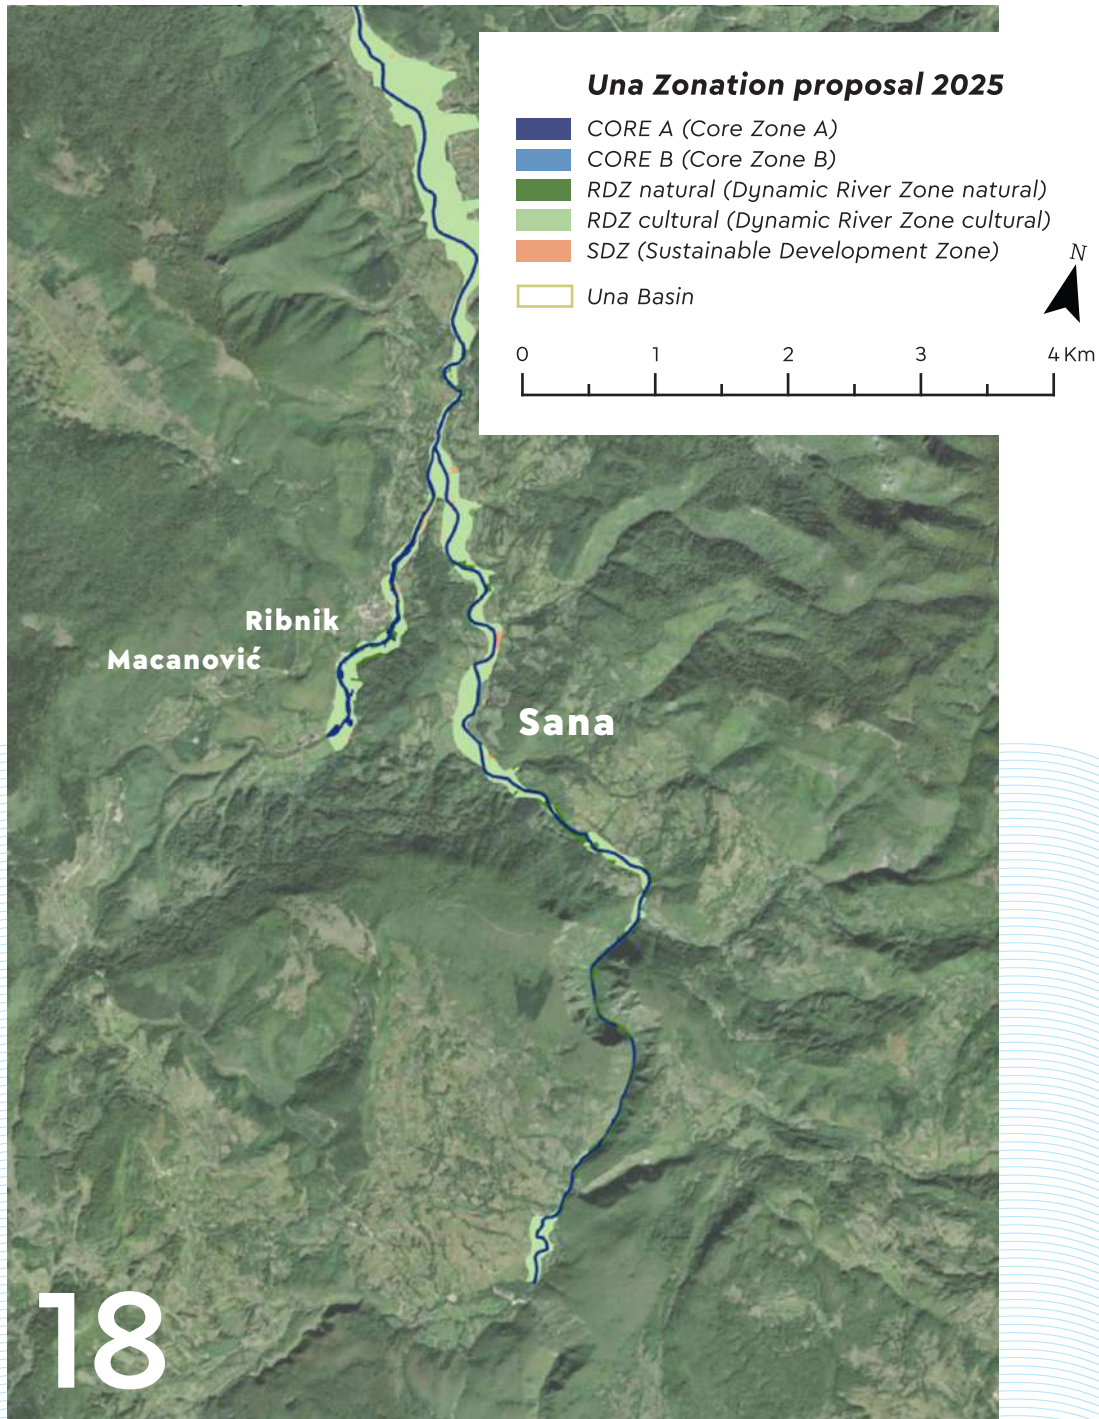 Una Zonation proposal 2025
CORE A (Core Zone A)
CORE B (Core Zone B)
RDZ natural (Dynamic River Zone natural)
RDZ cultural (Dynamic River Zone cultural)
SDZ (Sustainable Development Zone)
N
Una Basin
0 1 2 3 4 Km
Ribnik
Macanović
Sana
18